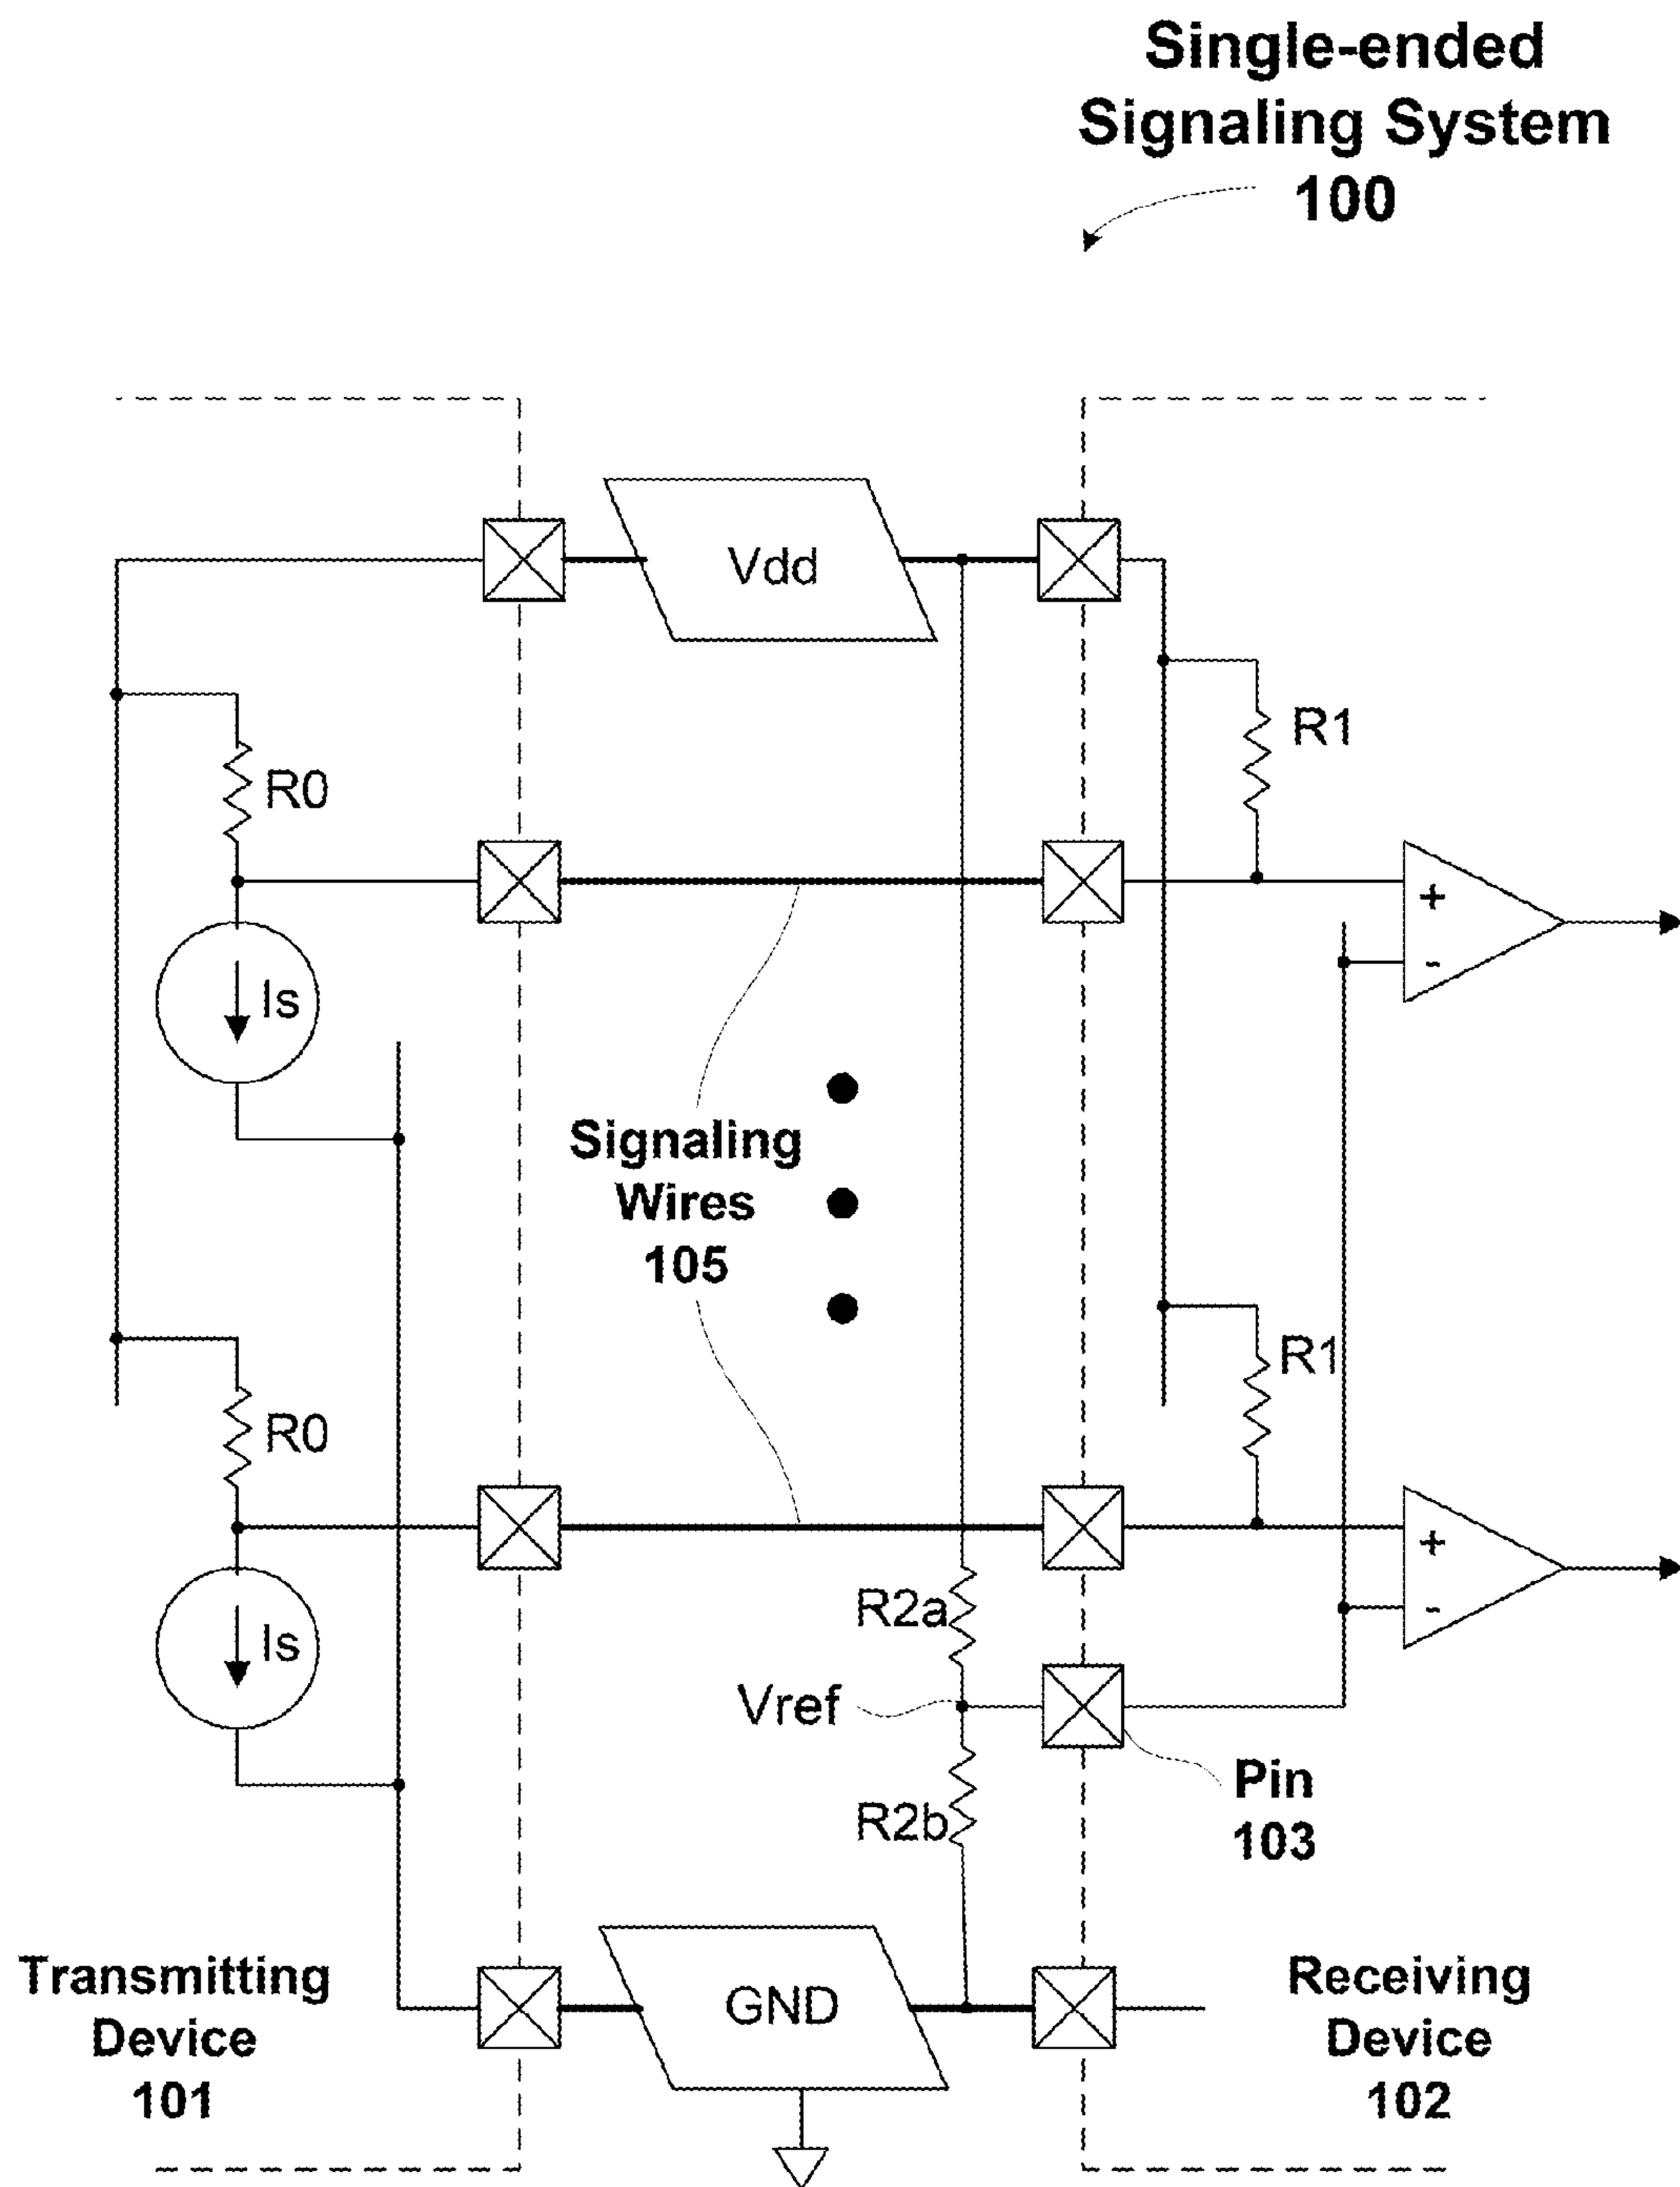 Single-ended
Signaling System
100
Vdd
R1
R0
+
-
Is
Signaling
Wires
105
R1
R0
+
-
R2a
Is
Vref
Pin
103
R2b
Transmitting
Device
101
GND
Receiving
Device
102